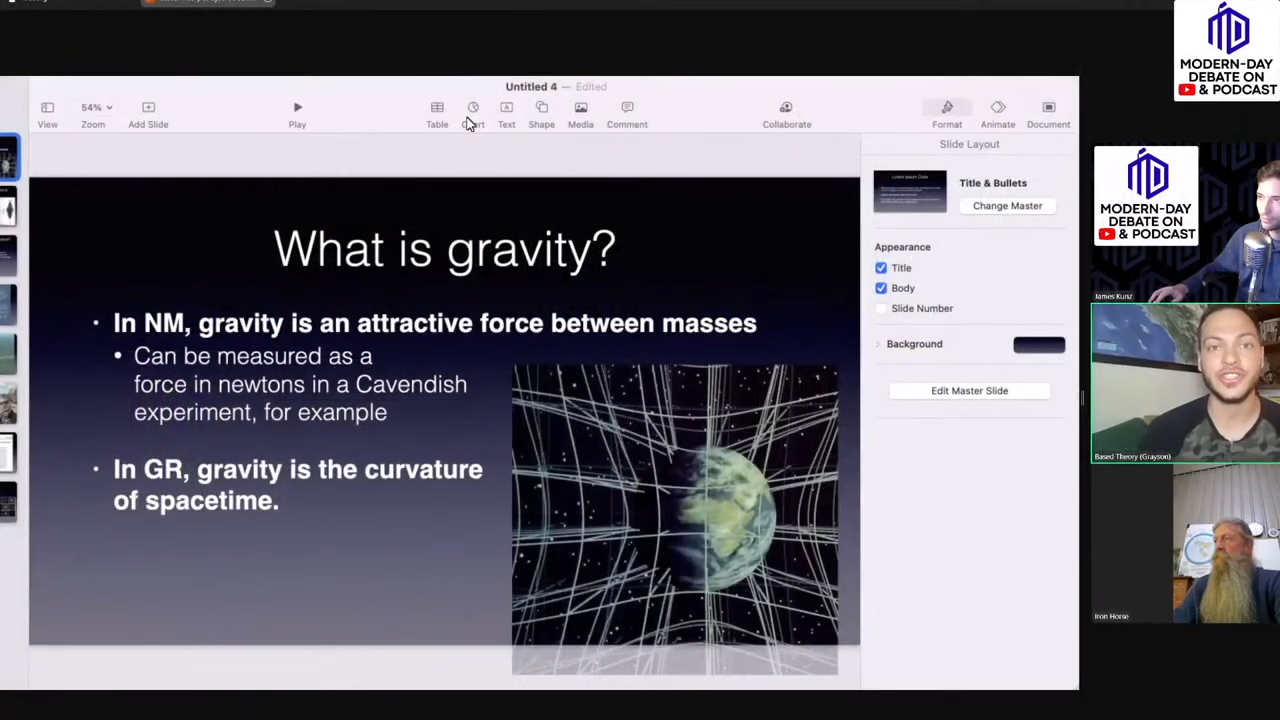 MODERN-DAY
DEBATE ON
& PODCAST
Untitled 4 — Edited
54%
View
Zoom
Add Slide
Play
Table
Text
Shape
Media
Comment
Collaborate
Format
Animate
Document
Slide Layout
Title & Bullets
Change Master
Appearance
Title
Body
Slide Number
Background
Edit Master Slide
What is gravity?
• In NM, gravity is an attractive force between masses
• Can be measured as a
force in newtons in a Cavendish
experiment, for example
• In GR, gravity is the curvature
of spacetime.
MODERN-DAY
DEBATE ON
& PODCAST
James Kunz
Based Theory (Grayson)
Iron Horse